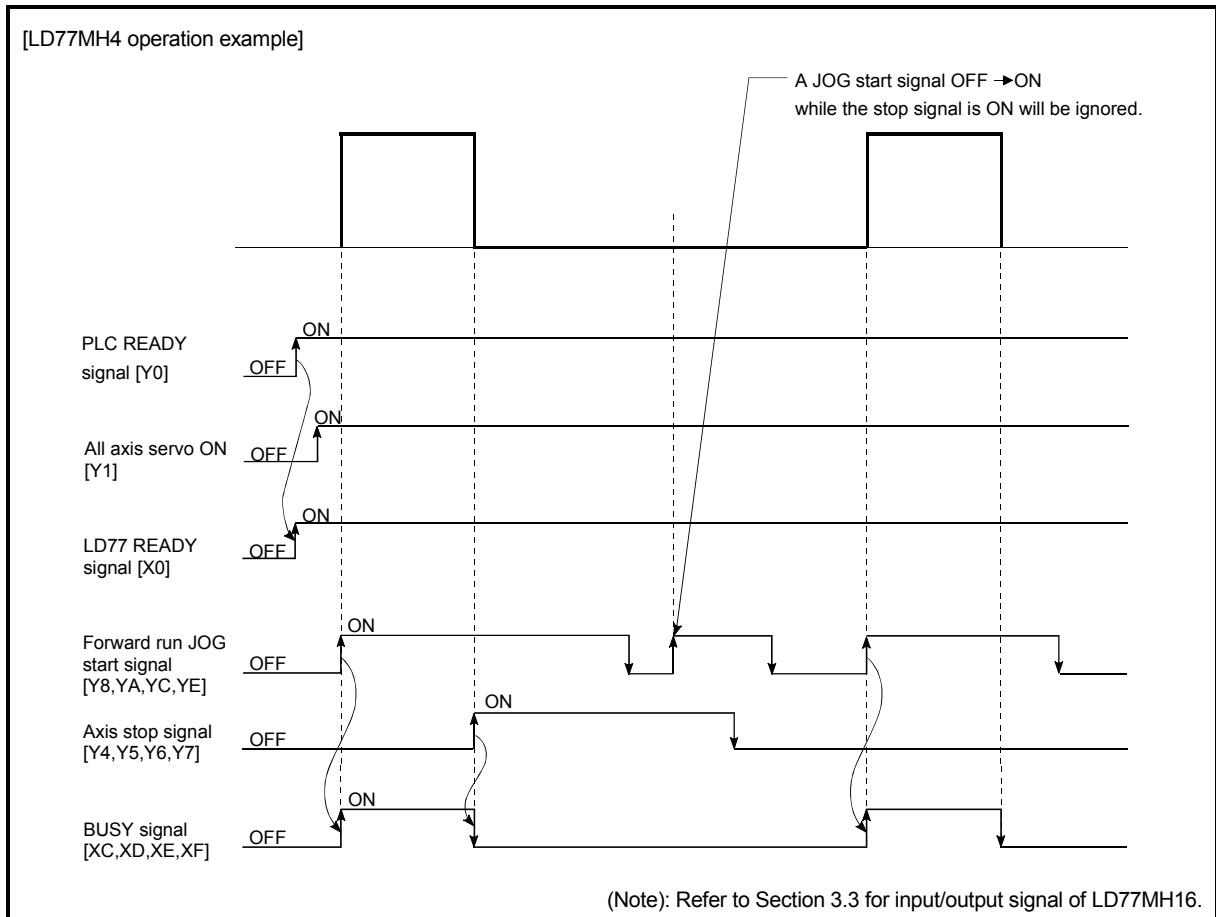 [LD77MH4 operation example]
A JOG start signal OFF →ON
while the stop signal is ON will be ignored.
ON
PLC READY
signal [Y0]
OFF
ON
All axis servo ON
[Y1]
OFF
ON
LD77 READY
signal [X0]
OFF
ON
Forward run JOG
start signal
[Y8,YA,YC,YE]
OFF
ON
Axis stop signal
[Y4,Y5,Y6,Y7]
OFF
ON
BUSY signal
[XC,XD,XE,XF]
OFF
(Note): Refer to Section 3.3 for input/output signal of LD77MH16.